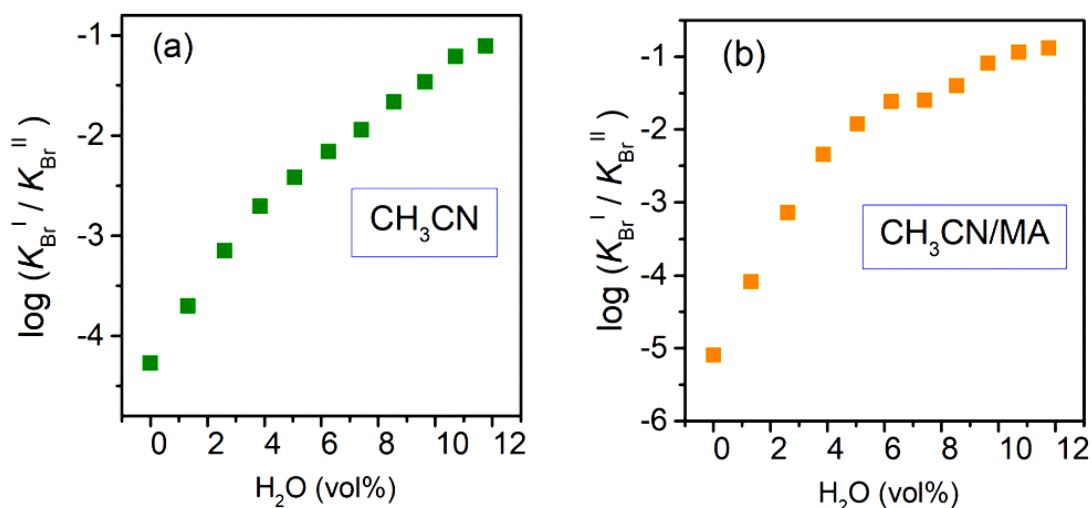 (a)
-1
-2
-3
-4
log (K_Br^I / K_Br^II)
CH₃CN
0 2 4 6 8 10 12
H₂O (vol%)
(b)
-1
-2
-3
-4
-5
-6
log (K_Br^I / K_Br^II)
CH₃CN/MA
0 2 4 6 8 10 12
H₂O (vol%)